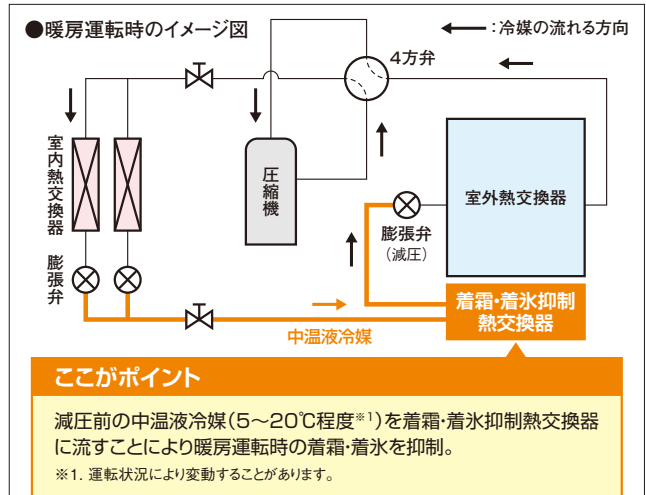 ●暖房運転時のイメージ図
:冷媒の流れる方向
4方弁
室内熱交換器
圧縮機
室外熱交換器
膨張弁
(減圧)
膨張弁
着霜・着氷抑制
熱交換器
中温液冷媒
ここがポイント
減圧前の中温液冷媒(5〜20℃程度※1)を着霜・着氷抑制熱交換器
に流すことにより暖房運転時の着霜・着氷を抑制。
※1. 運転状況により変動することがあります。